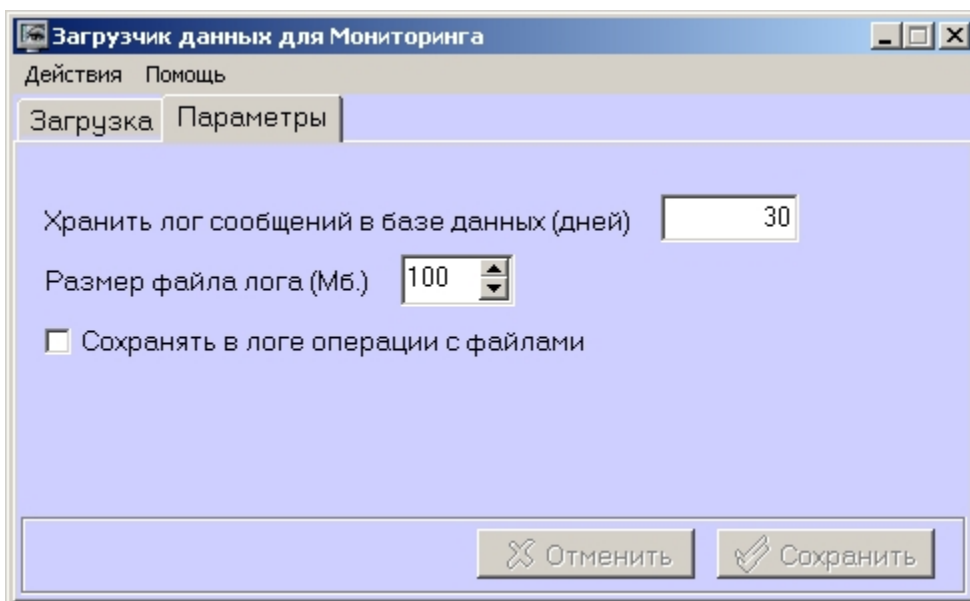 Загрузчик данных для Мониторинга
Действия Помощь
Загрузка Параметры
Хранить лог сообщений в базе данных (дней) 30
Размер файла лога (Мб.) 100
Сохранять в логе операции с файлами
Отменить Сохранить